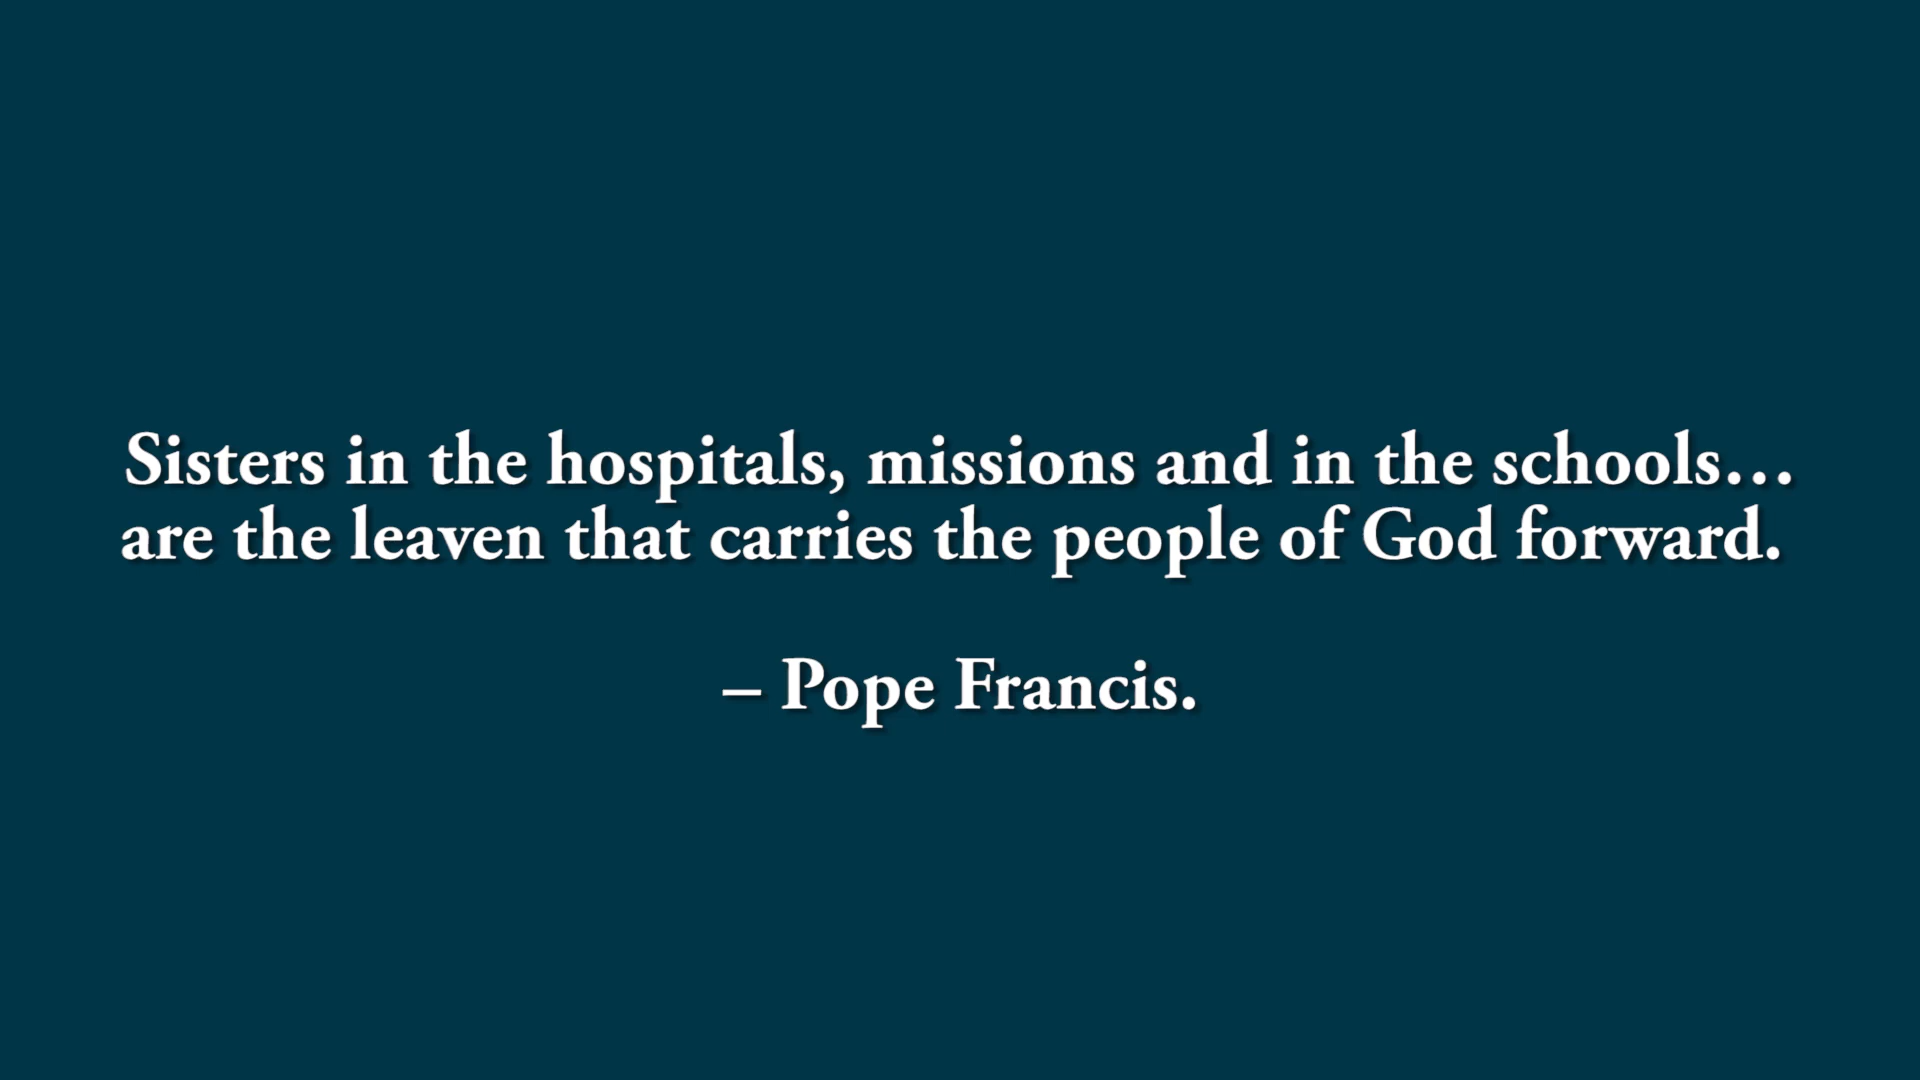 Sisters in the hospitals, missions and in the schools…
are the leaven that carries the people of God forward.
– Pope Francis.